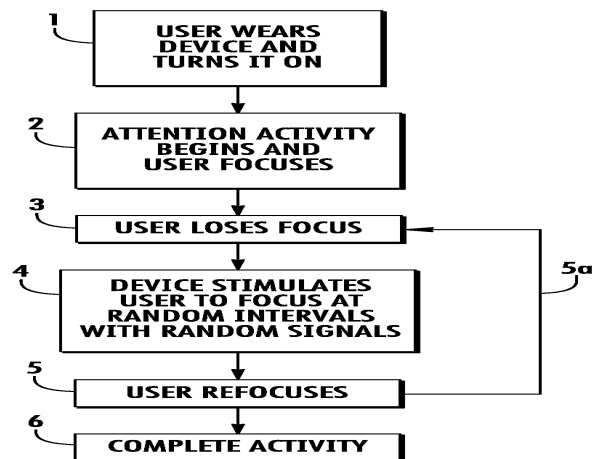 1
USER WEARS
DEVICE AND
TURNS IT ON
2
ATTENTION ACTIVITY
BEGINS AND
USER FOCUSES
3
USER LOSES FOCUS
4
DEVICE STIMULATES
USER TO FOCUS AT
RANDOM INTERVALS
WITH RANDOM SIGNALS
5a
5
USER REFOCUSES
6
COMPLETE ACTIVITY